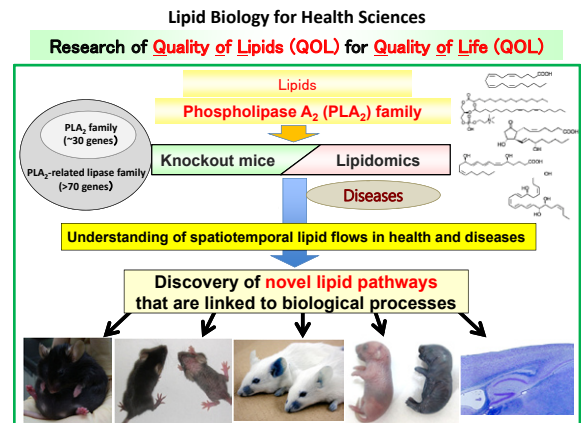 Lipid Biology for Health Sciences
Research of Quality of Lipids (QOL) for Quality of Life (QOL)
Lipids
Phospholipase A₂ (PLA₂) family
PLA₂ family
(~30 genes)
PLA₂-related lipase family
(>70 genes)
Knockout mice
Lipidomics
Diseases
Understanding of spatiotemporal lipid flows in health and diseases
Discovery of novel lipid pathways
that are linked to biological processes